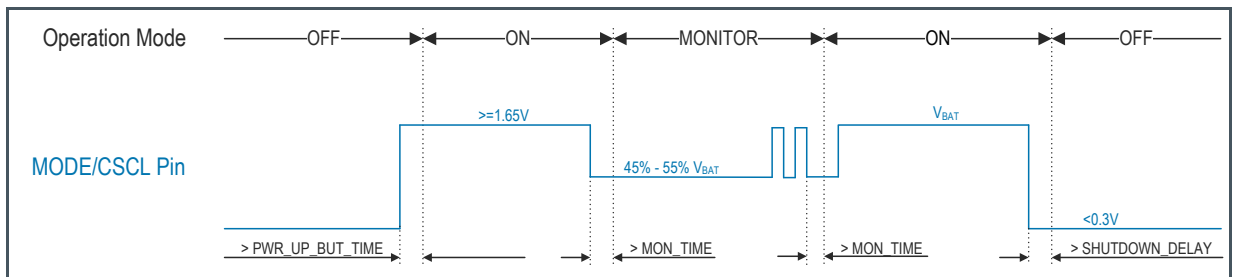 Operation Mode OFF ON MONITOR ON OFF
>=1.65V VBAT
MODE/CSCL Pin 45% - 55% VBAT
<0.3V
> PWR_UP_BUT_TIME > MON_TIME > MON_TIME > SHUTDOWN_DELAY